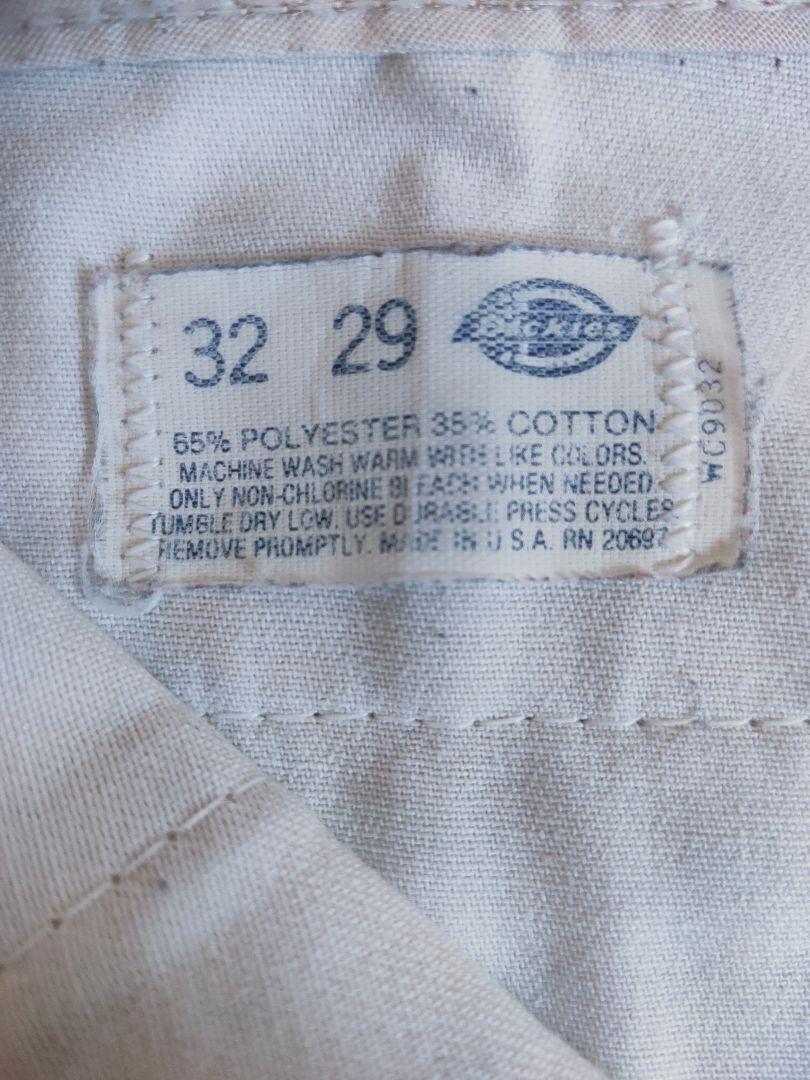 32 29 Dickies
65% POLYESTER 35% COTTON
MACHINE WASH WARM WITH LIKE COLORS.
ONLY NON-CHLORINE BLEACH WHEN NEEDED.
TUMBLE DRY LOW. USE DURABLE PRESS CYCLES.
REMOVE PROMPTLY. MADE IN U.S.A. RN 20697
WC9032